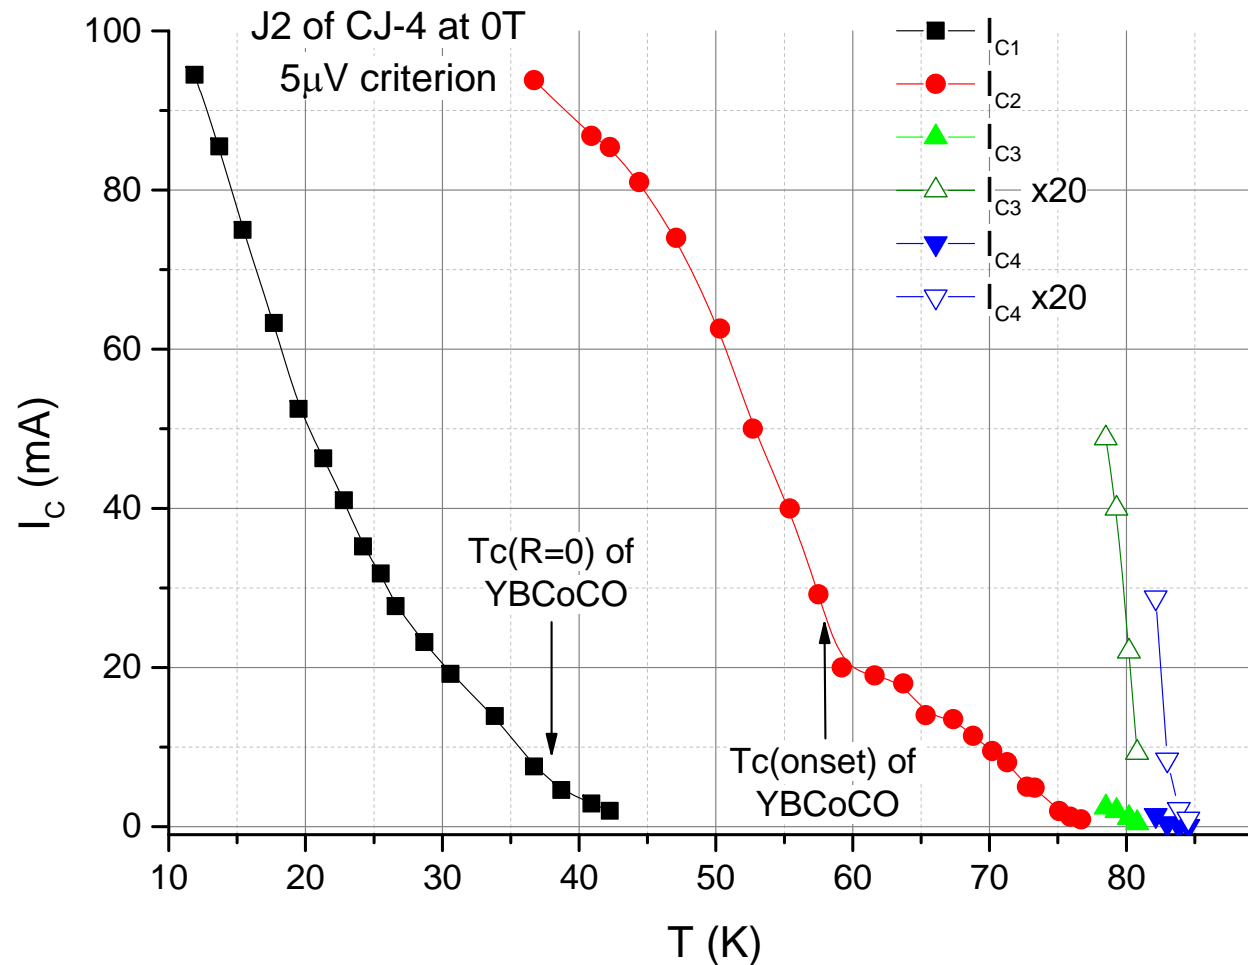 J2 of CJ-4 at 0T
5μV criterion
I_C1
I_C2
I_C3
I_C3 x20
I_C4
I_C4 x20
100
80
60
40
20
0
I_C (mA)
Tc(R=0) of
YBCoCO
Tc(onset) of
YBCoCO
10 20 30 40 50 60 70 80
T (K)